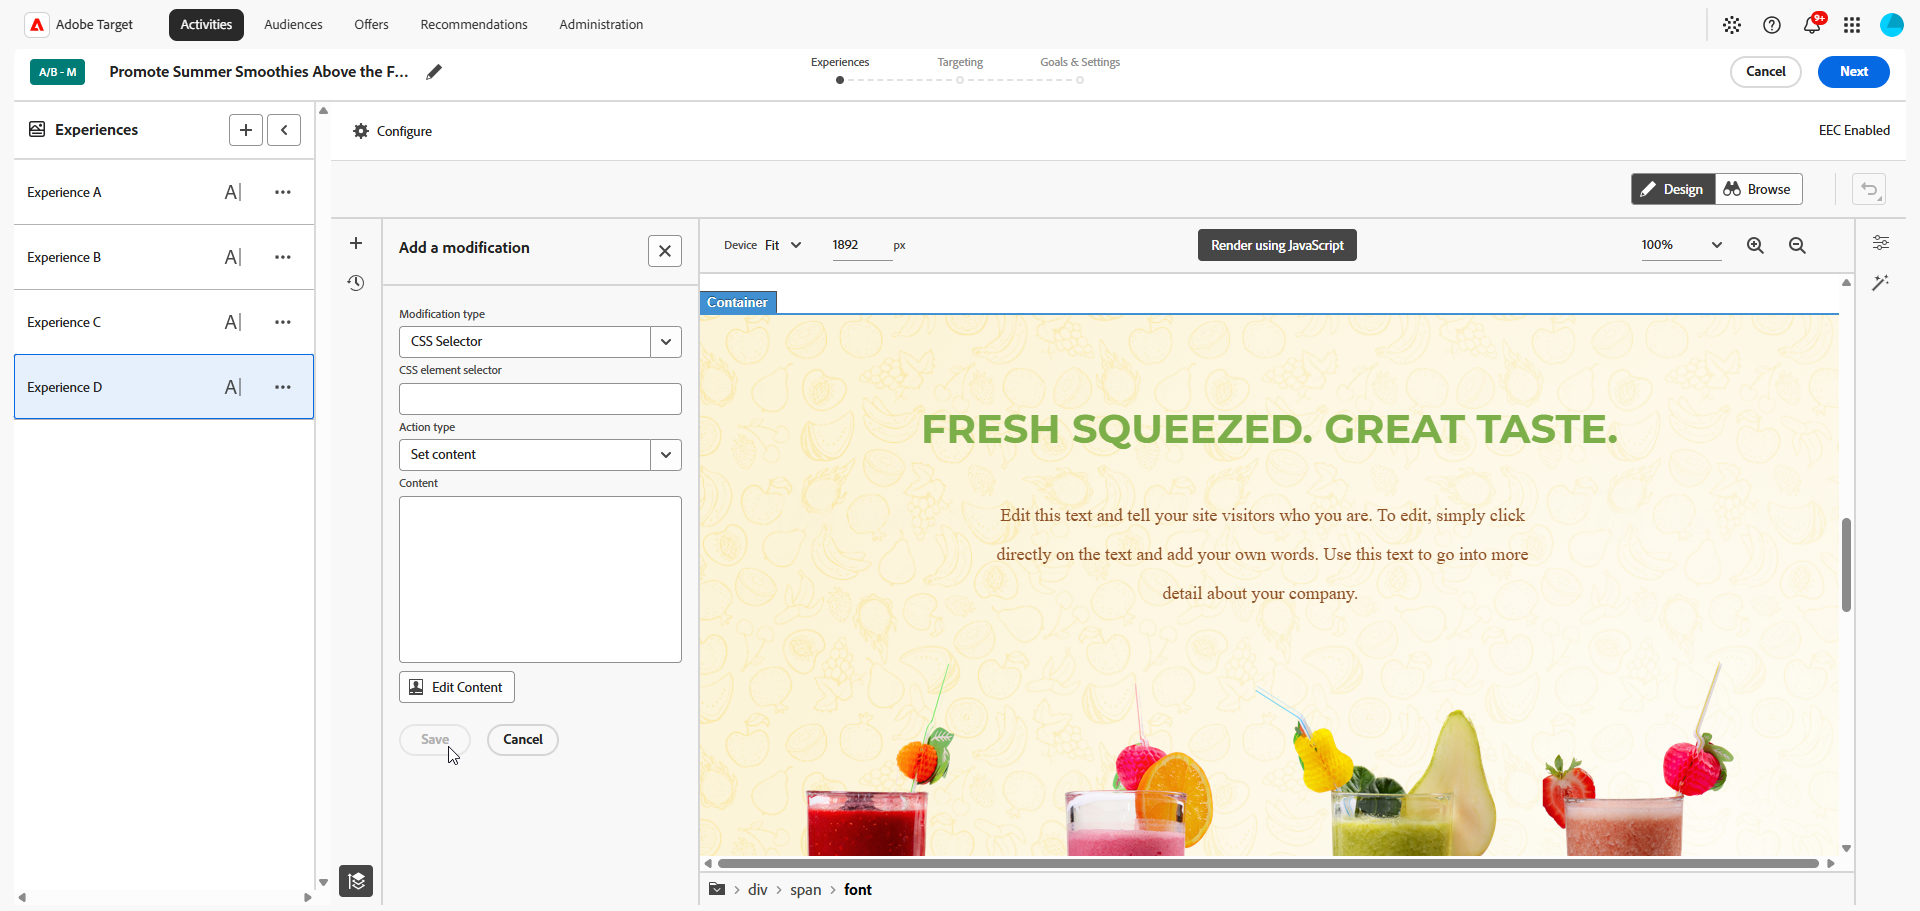 Adobe Target
Activities
Audiences
Offers
Recommendations
Administration
9+
A/B - M
Promote Summer Smoothies Above the F...
Experiences
Targeting
Goals & Settings
Cancel
Next
Experiences
Configure
EEC Enabled
Experience A
Experience B
Experience C
Experience D
Design
Browse
Add a modification
Device
Fit
1892
px
Render using JavaScript
100%
Modification type
CSS Selector
CSS element selector
Action type
Set content
Content
Edit Content
Save
Cancel
Container
FRESH SQUEEZED. GREAT TASTE.
Edit this text and tell your site visitors who you are. To edit, simply click
directly on the text and add your own words. Use this text to go into more
detail about your company.
div
span
font